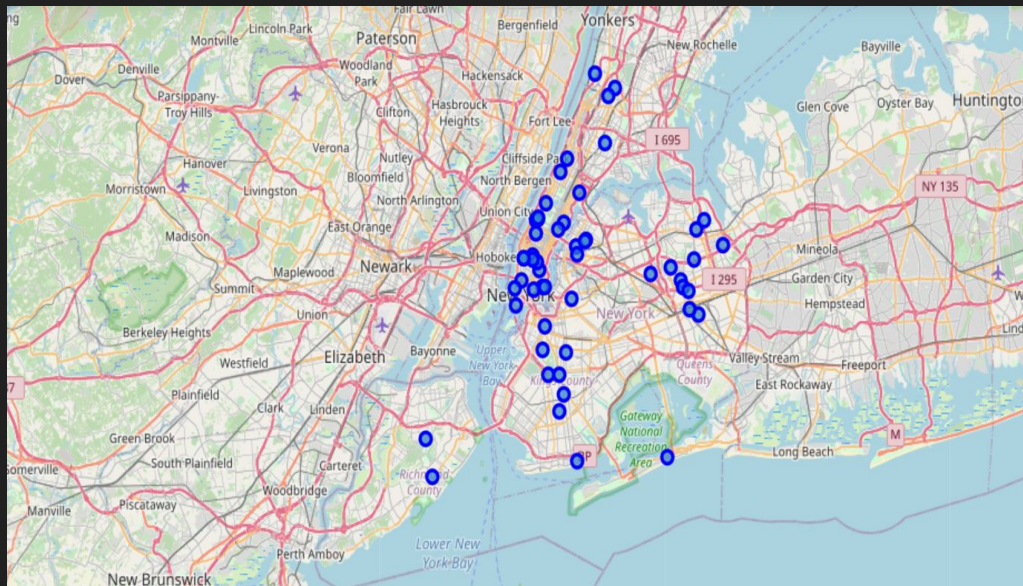 Fair Lawn
Yonkers
Lincoln Park
Bergenfield
Montville
Paterson
New Rochelle
Bayville
Denville
Woodland
Park
Hackensack
Dover
Parsippany-
Troy Hills
Clifton
Hasbrouck
Heights
Fort Lee
Glen Cove
Oyster Bay
Huntington
I 695
Verona
Nutley
Cliffside Pa
Hanover
Bloomfield
North Bergen
Morristown
Livingston
North Arlington
Union City
NY 135
East Orange
Madison
Mineola
Newark
Hoboke
Maplewood
I 295
Garden City
Summit
New York
Hempstead
Union
New York
Berkeley Heights
Elizabeth
Bayonne
Upper
New York
Bay
Queens
County
Valley Stream
Freeport
Westfield
King County
East Rockaway
87
Plainfield
Linden
Clark
Gateway
National
Recreation
Area
Green Brook
M
Long Beach
BP
Somerville
South Plainfield
Carteret
Richmond
County
Woodbridge
Manville
Piscataway
Lower New
York Bay
Perth Amboy
New Brunswick